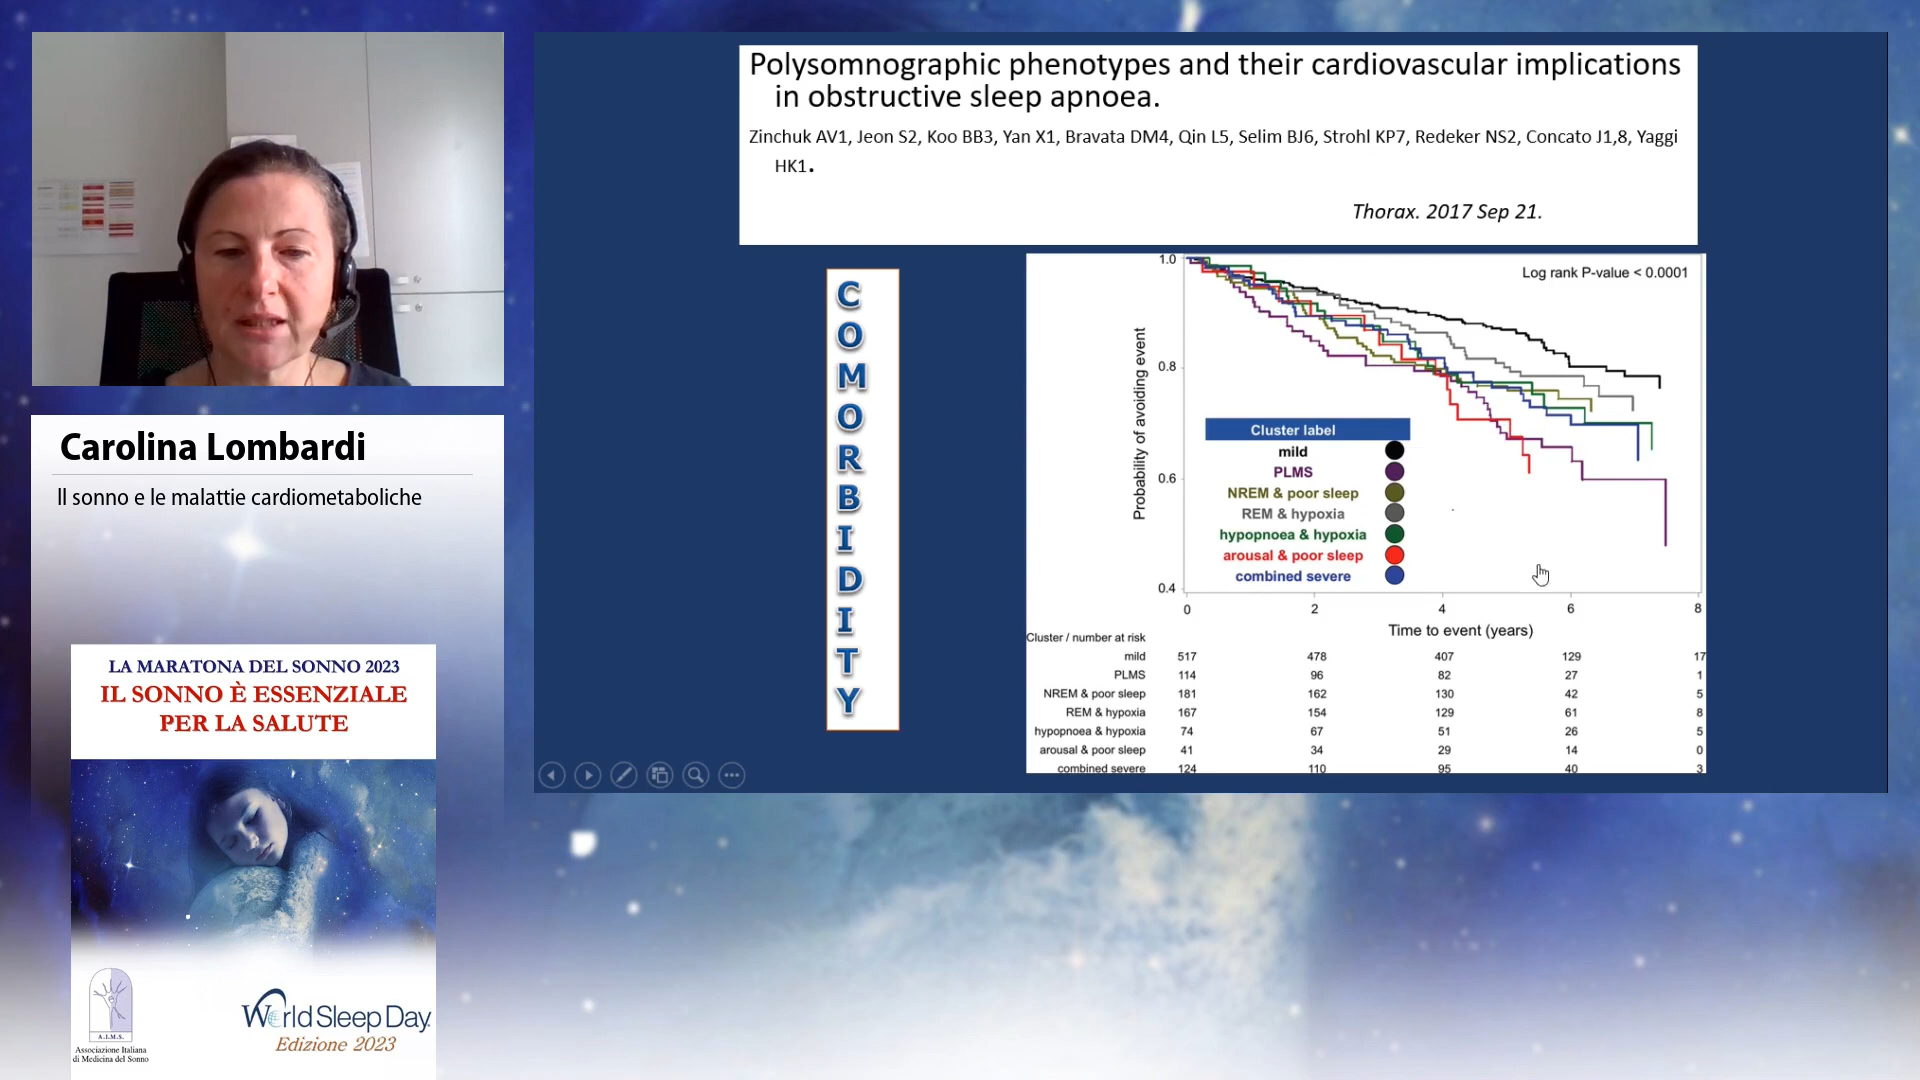 Polysomnographic phenotypes and their cardiovascular implications
in obstructive sleep apnoea.
Zinchuk AV1, Jeon S2, Koo BB3, Yan X1, Bravata DM4, Qin L5, Selim BJ6, Strohl KP7, Redeker NS2, Concato J1,8, Yaggi
HK1.
Thorax. 2017 Sep 21.
COMORBIDITY
Log rank P-value < 0.0001
Probability of avoiding event
1.0
0.8
0.6
0.4
Cluster label
mild
PLMS
NREM & poor sleep
REM & hypoxia
hypopnoea & hypoxia
arousal & poor sleep
combined severe
0 2 4 6 8
Time to event (years)
Cluster / number at risk
mild 517 478 407 129 17
PLMS 114 96 82 27 1
NREM & poor sleep 181 162 130 42 5
REM & hypoxia 167 154 129 61 8
hypopnoea & hypoxia 74 67 51 26 5
arousal & poor sleep 41 34 29 14 0
combined severe 124 110 95 40 3
Carolina Lombardi
Il sonno e le malattie cardiometaboliche
LA MARATONA DEL SONNO 2023
IL SONNO È ESSENZIALE
PER LA SALUTE
A.I.M.S.
Associazione Italiana
di Medicina del Sonno
World Sleep Day.
Edizione 2023